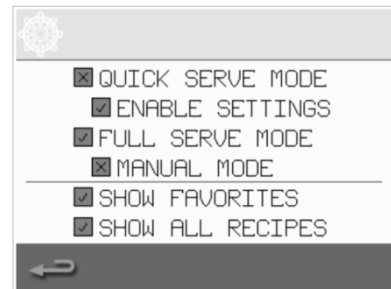 QUICK SERVE MODE
ENABLE SETTINGS
FULL SERVE MODE
MANUAL MODE
SHOW FAVORITES
SHOW ALL RECIPES